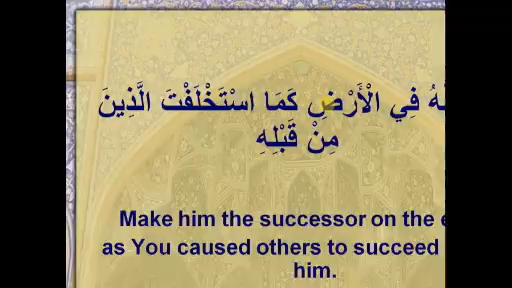 فِي الْأَرْضِ كَمَا اسْتَخْلَفْتَ الَّذِينَ
مِنْ قَبْلِهِ
Make him the successor on the
as You caused others to succeed
him.